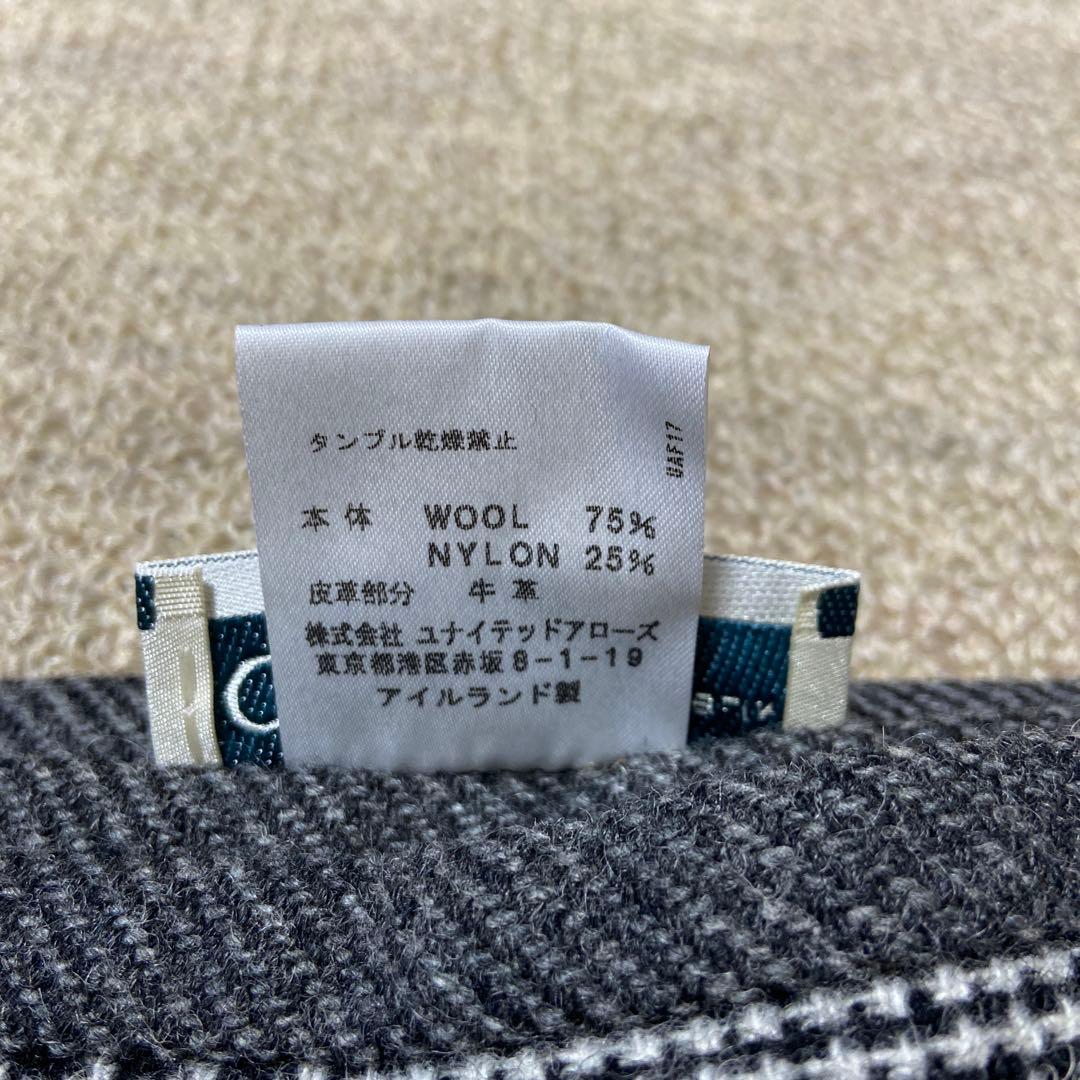 タンブル乾燥禁止
UAF17
本体 WOOL 75%
NYLON 25%
皮革部分 牛革
株式会社 ユナイテッドアローズ
東京都港区赤坂8-1-19
アイルランド製